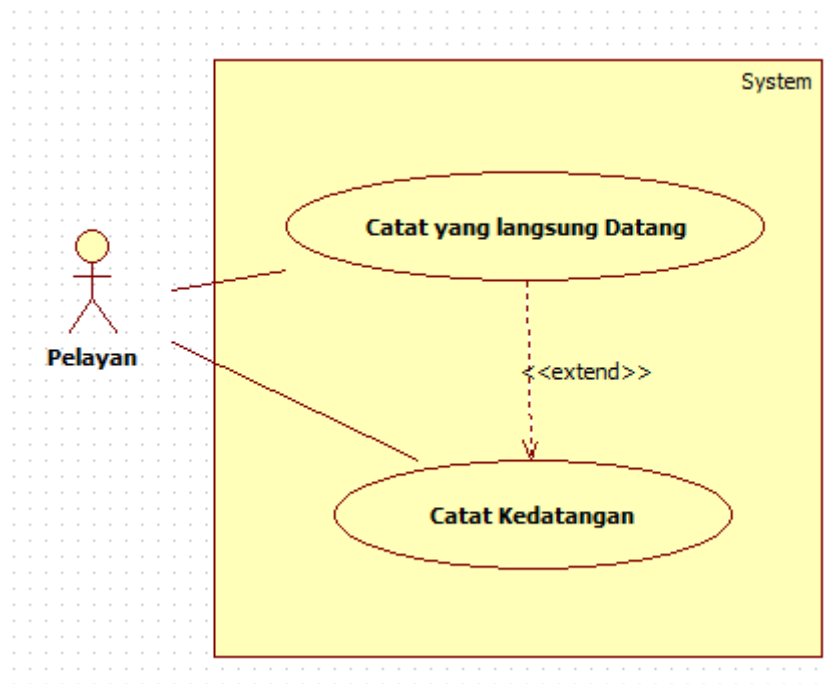 System
Catat yang langsung Datang
Pelayan
<<extend>>
Catat Kedatangan